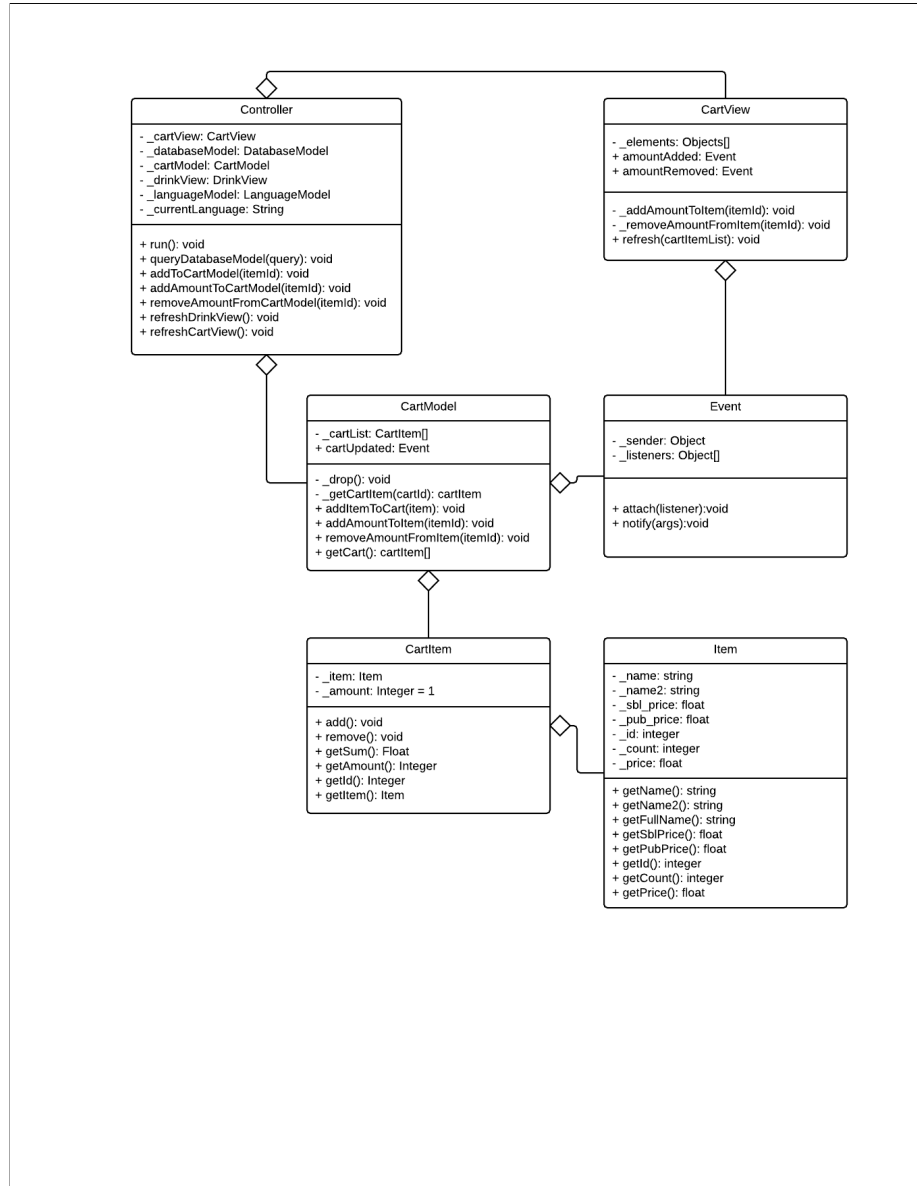 Controller
- _cartView: CartView
- _databaseModel: DatabaseModel
- _cartModel: CartModel
- _drinkView: DrinkView
- _languageModel: LanguageModel
- _currentLanguage: String
+ run(): void
+ queryDatabaseModel(query): void
+ addToCartModel(itemId): void
+ addAmountToCartModel(itemId): void
+ removeAmountFromCartModel(itemId): void
+ refreshDrinkView(): void
+ refreshCartView(): void
CartView
- _elements: Objects[]
+ amountAdded: Event
+ amountRemoved: Event
- _addAmountToItem(itemId): void
- _removeAmountFromItem(itemId): void
+ refresh(cartItemList): void
CartModel
- _cartList: CartItem[]
+ cartUpdated: Event
- _drop(): void
- _getCartItem(cartId): cartItem
+ addItemToCart(item): void
+ addAmountToItem(itemId): void
+ removeAmountFromItem(itemId): void
+ getCart(): cartItem[]
Event
- _sender: Object
- _listeners: Object[]
+ attach(listener):void
+ notify(args):void
CartItem
- _item: Item
- _amount: Integer = 1
+ add(): void
+ remove(): void
+ getSum(): Float
+ getAmount(): Integer
+ getId(): Integer
+ getItem(): Item
Item
- _name: string
- _name2: string
- _sbl_price: float
- _pub_price: float
- _id: integer
- _count: integer
- _price: float
+ getName(): string
+ getName2(): string
+ getFullName(): string
+ getSblPrice(): float
+ getPubPrice(): float
+ getId(): integer
+ getCount(): integer
+ getPrice(): float